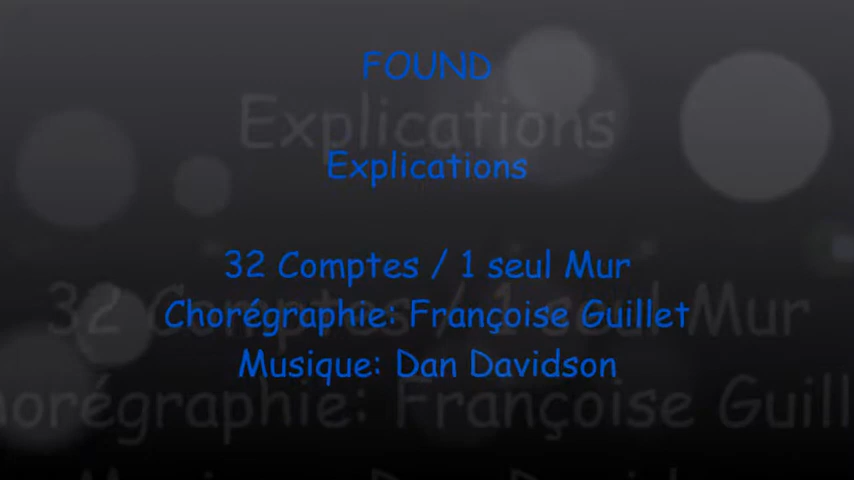 FOUND
Explications
32 Comptes / 1 seul Mur
Chorégraphie: Françoise Guillet
Musique: Dan Davidson